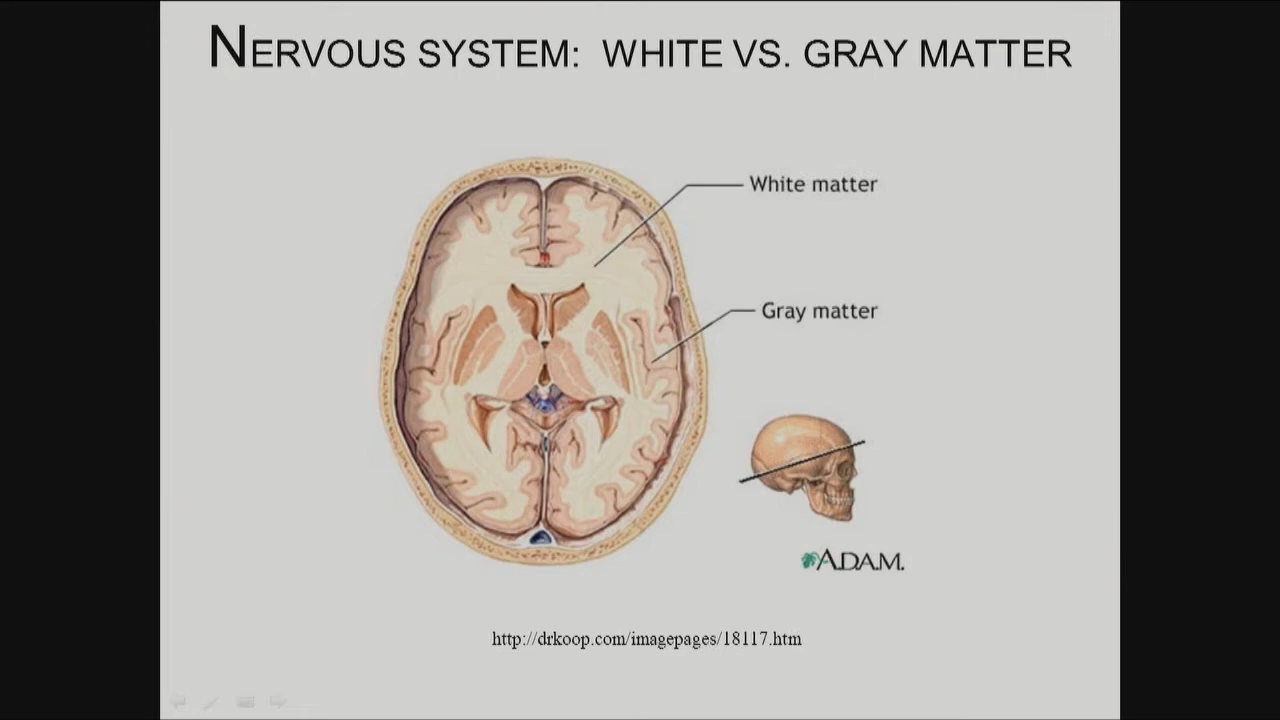 NERVOUS SYSTEM: WHITE VS. GRAY MATTER
White matter
Gray matter
A.D.A.M.
http://drkoop.com/imagepages/18117.htm